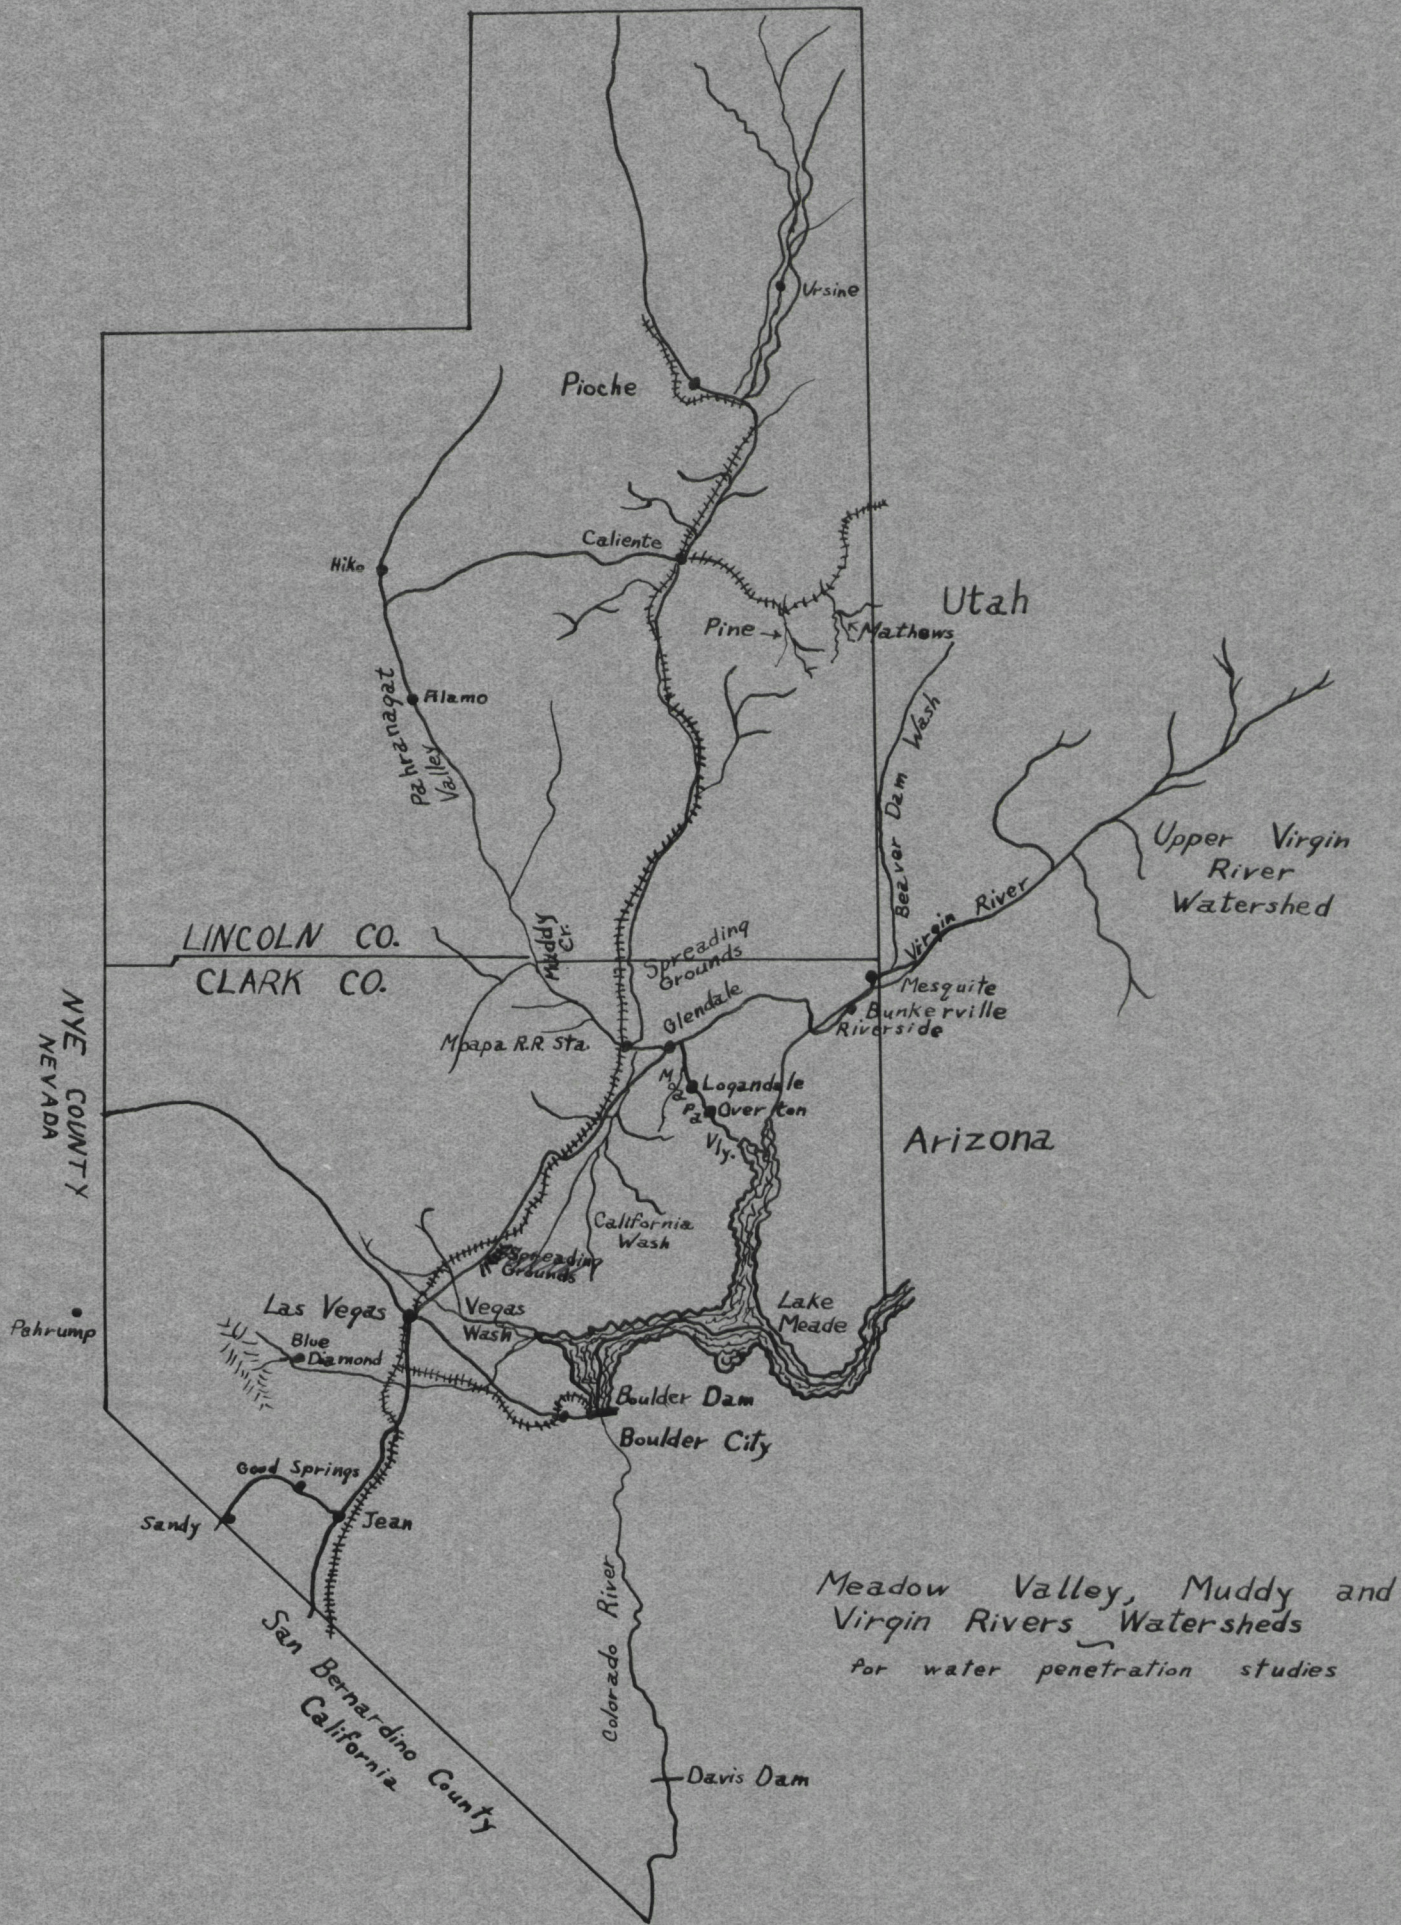 Ursine
Pioche
Caliente
Hiko
Utah
Pine
Mathews
Alamo
Pahranagat
Valley
Beaver Dam Wash
Upper Virgin
River
Watershed
Virgin River
LINCOLN CO.
CLARK CO.
Muddy
Cr.
Spreading
Grounds
Glendale
Mesquite
Bunkerville
Riverside
Moapa R.R. Sta.
NYE COUNTY
NEVADA
Moa
Logandale
Pa
Overton
Vly.
Arizona
California
Wash
Spreading
Grounds
Las Vegas
Vegas
Wash
Lake
Meade
Pahrump
Blue
Diamond
Boulder Dam
Boulder City
Good Springs
Sandy
Jean
Colorado River
San Bernardino County
California
Meadow Valley, Muddy and
Virgin Rivers Watersheds
for water penetration studies
Davis Dam